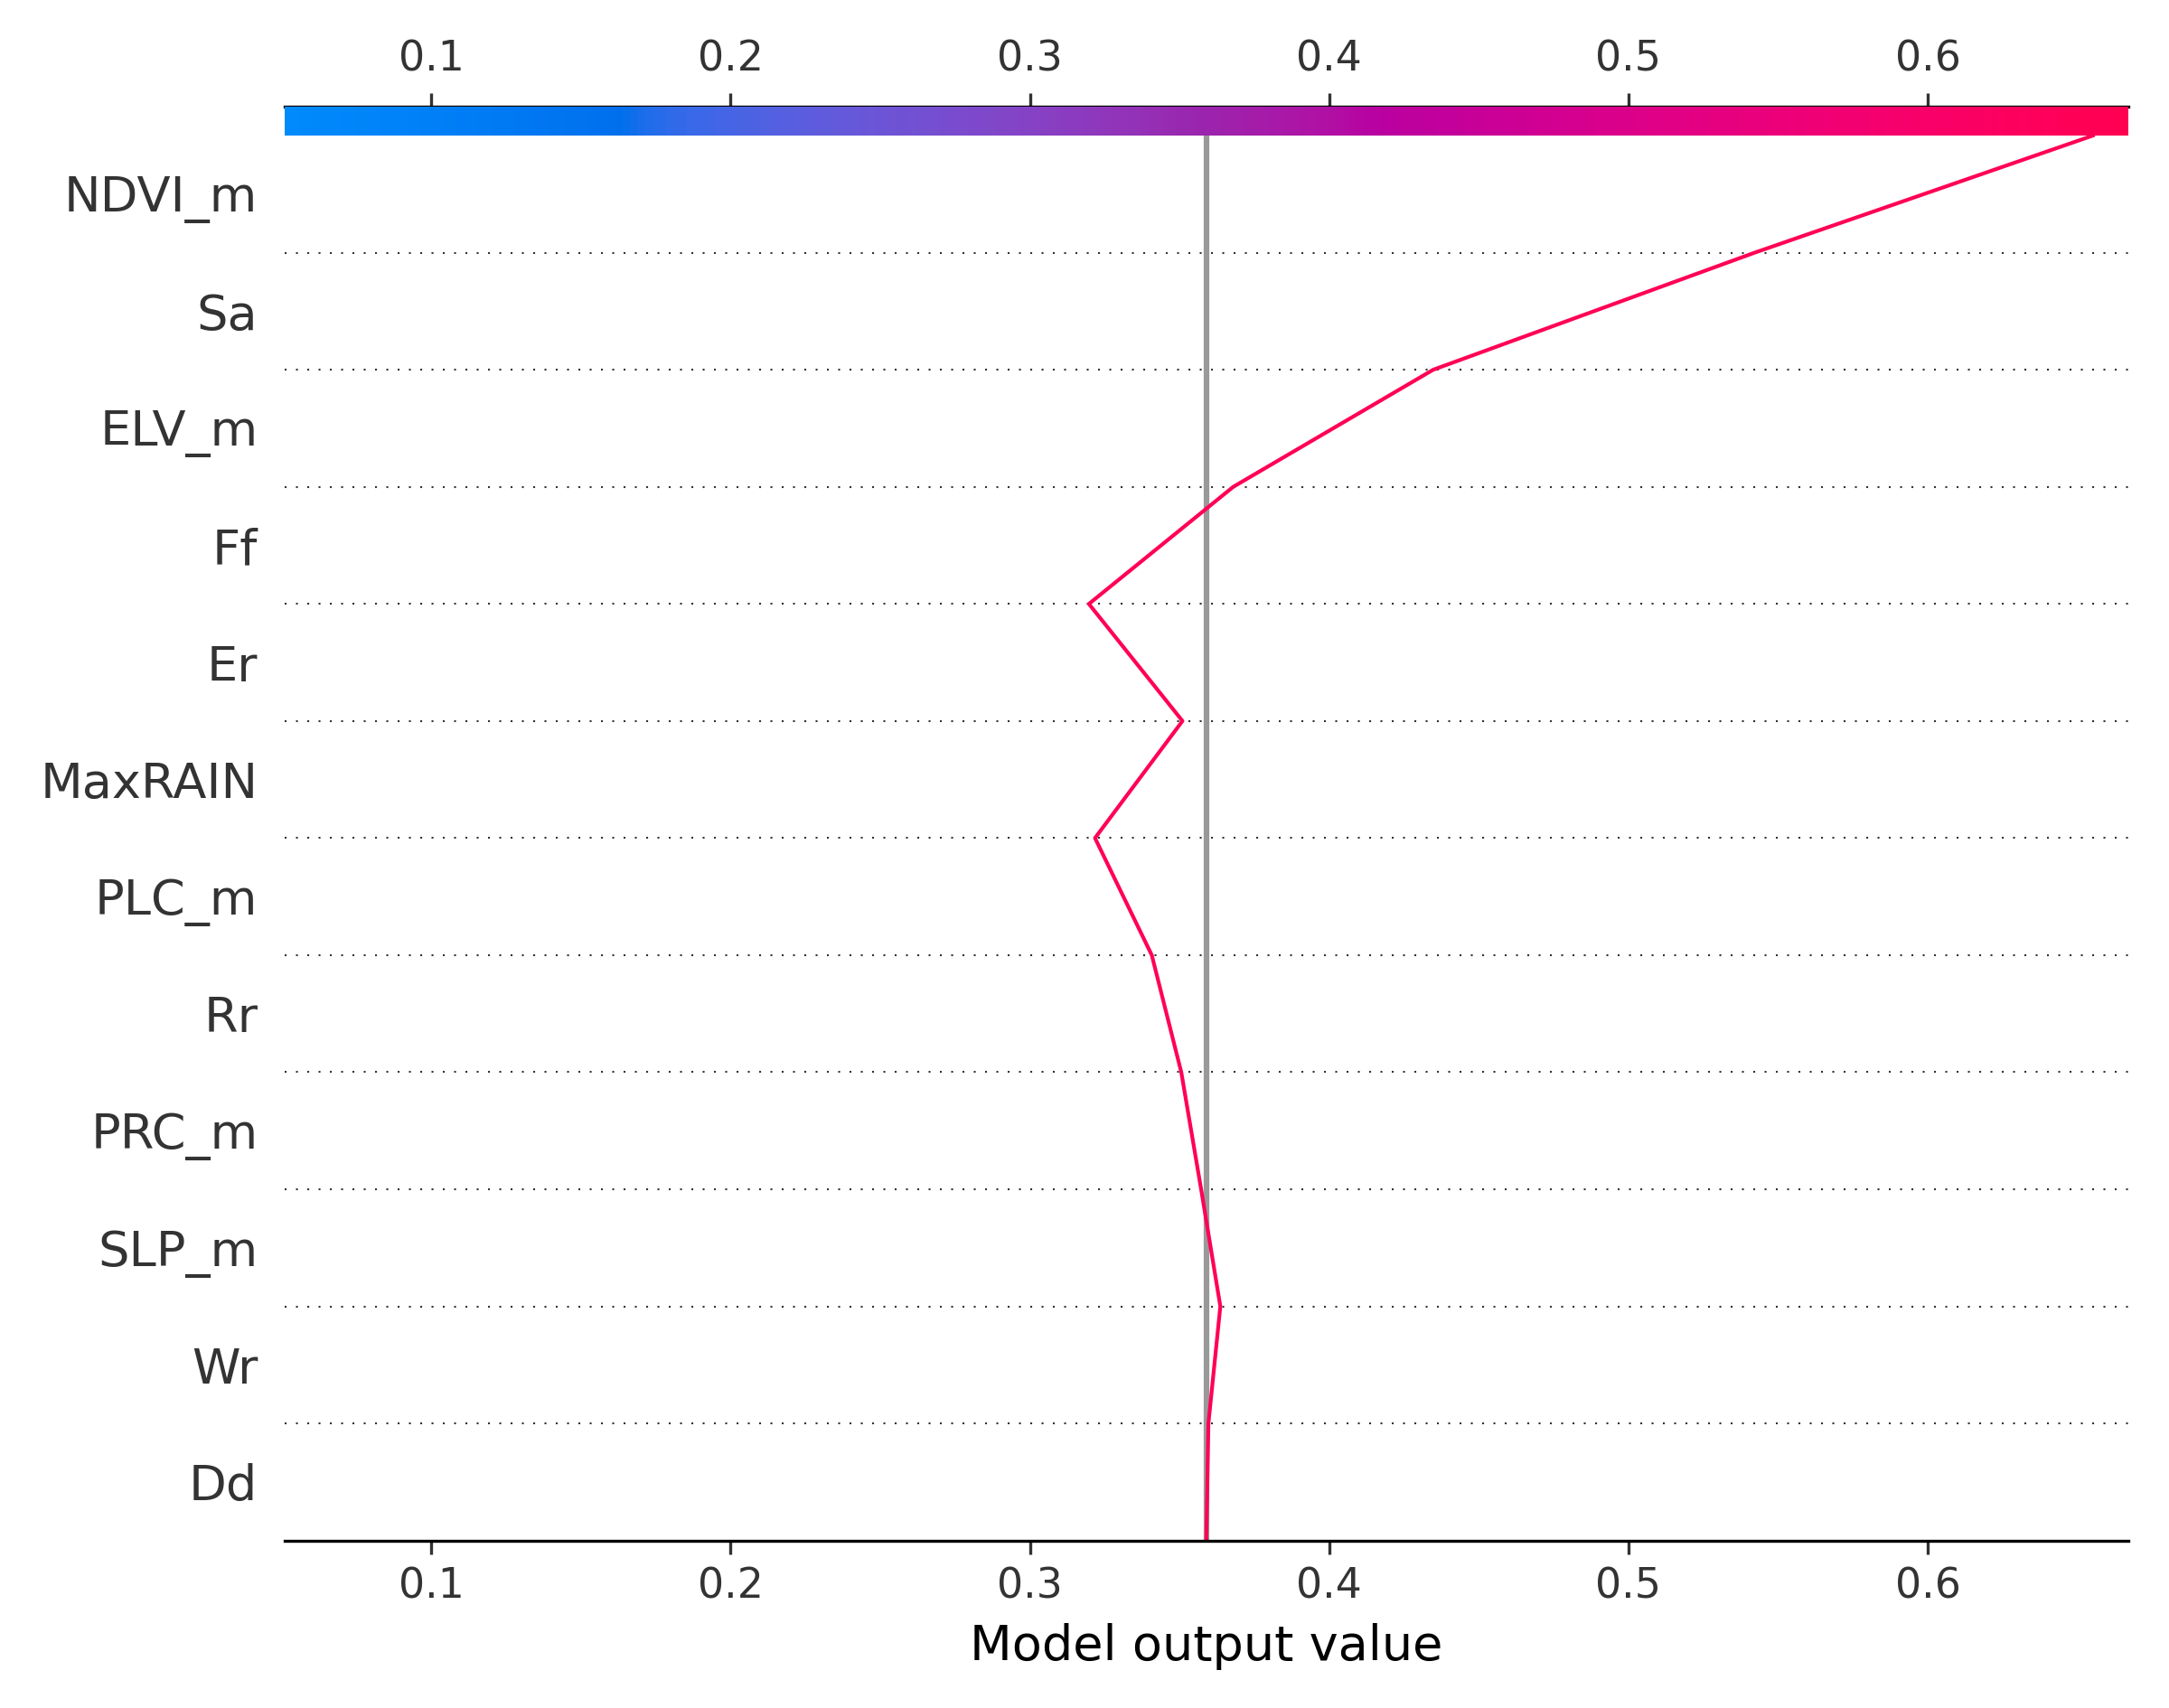 0.1 0.2 0.3 0.4 0.5 0.6
NDVI_m
Sa
ELV_m
Ff
Er
MaxRAIN
PLC_m
Rr
PRC_m
SLP_m
Wr
Dd
0.1 0.2 0.3 0.4 0.5 0.6
Model output value